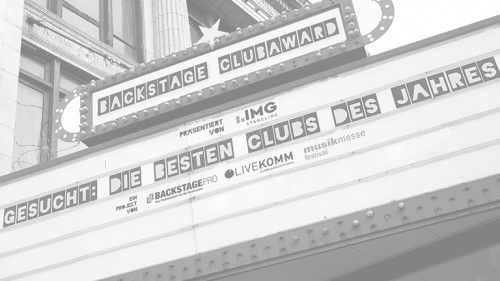 BACKSTAGE CLUBAWARD
PRÄSENTIERT VON
IMG
STAGELINE
GESUCHT: DIE BESTEN CLUBS DES JAHRES
EIN PROJEKT VON
BACKSTAGEPRO
LIVEKOMM
musikmesse
festival